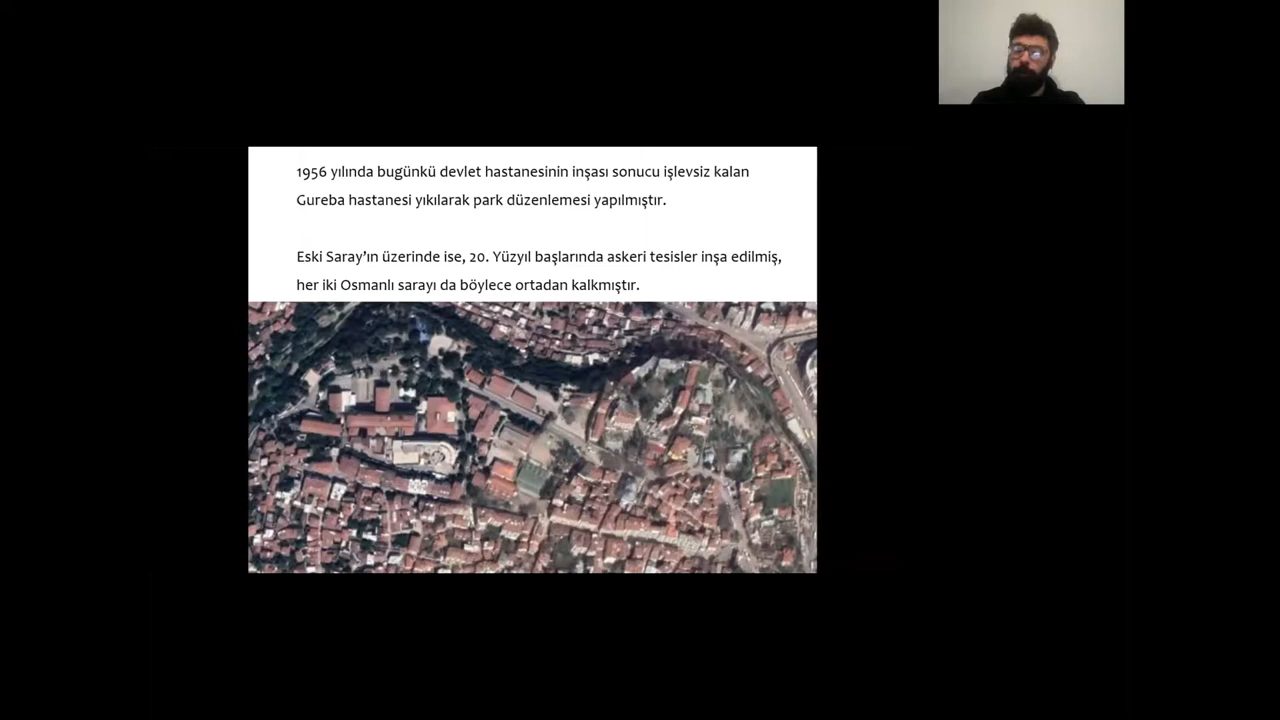 1956 yılında bugünkü devlet hastanesinin inşası sonucu işlevsiz kalan
Gureba hastanesi yıkılarak park düzenlemesi yapılmıştır.
Eski Saray'ın üzerinde ise, 20. Yüzyıl başlarında askeri tesisler inşa edilmiş,
her iki Osmanlı sarayı da böylece ortadan kalkmıştır.